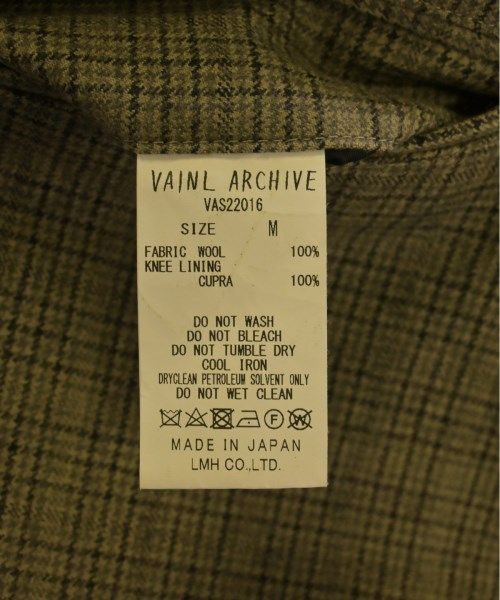 VAINL ARCHIVE
VAS22016
SIZE M
FABRIC WOOL 100%
KNEE LINING
CUPRA 100%
DO NOT WASH
DO NOT BLEACH
DO NOT TUMBLE DRY
COOL IRON
DRYCLEAN PETROLEUM SOLVENT ONLY
DO NOT WET CLEAN
F W
MADE IN JAPAN
LMH CO.,LTD.